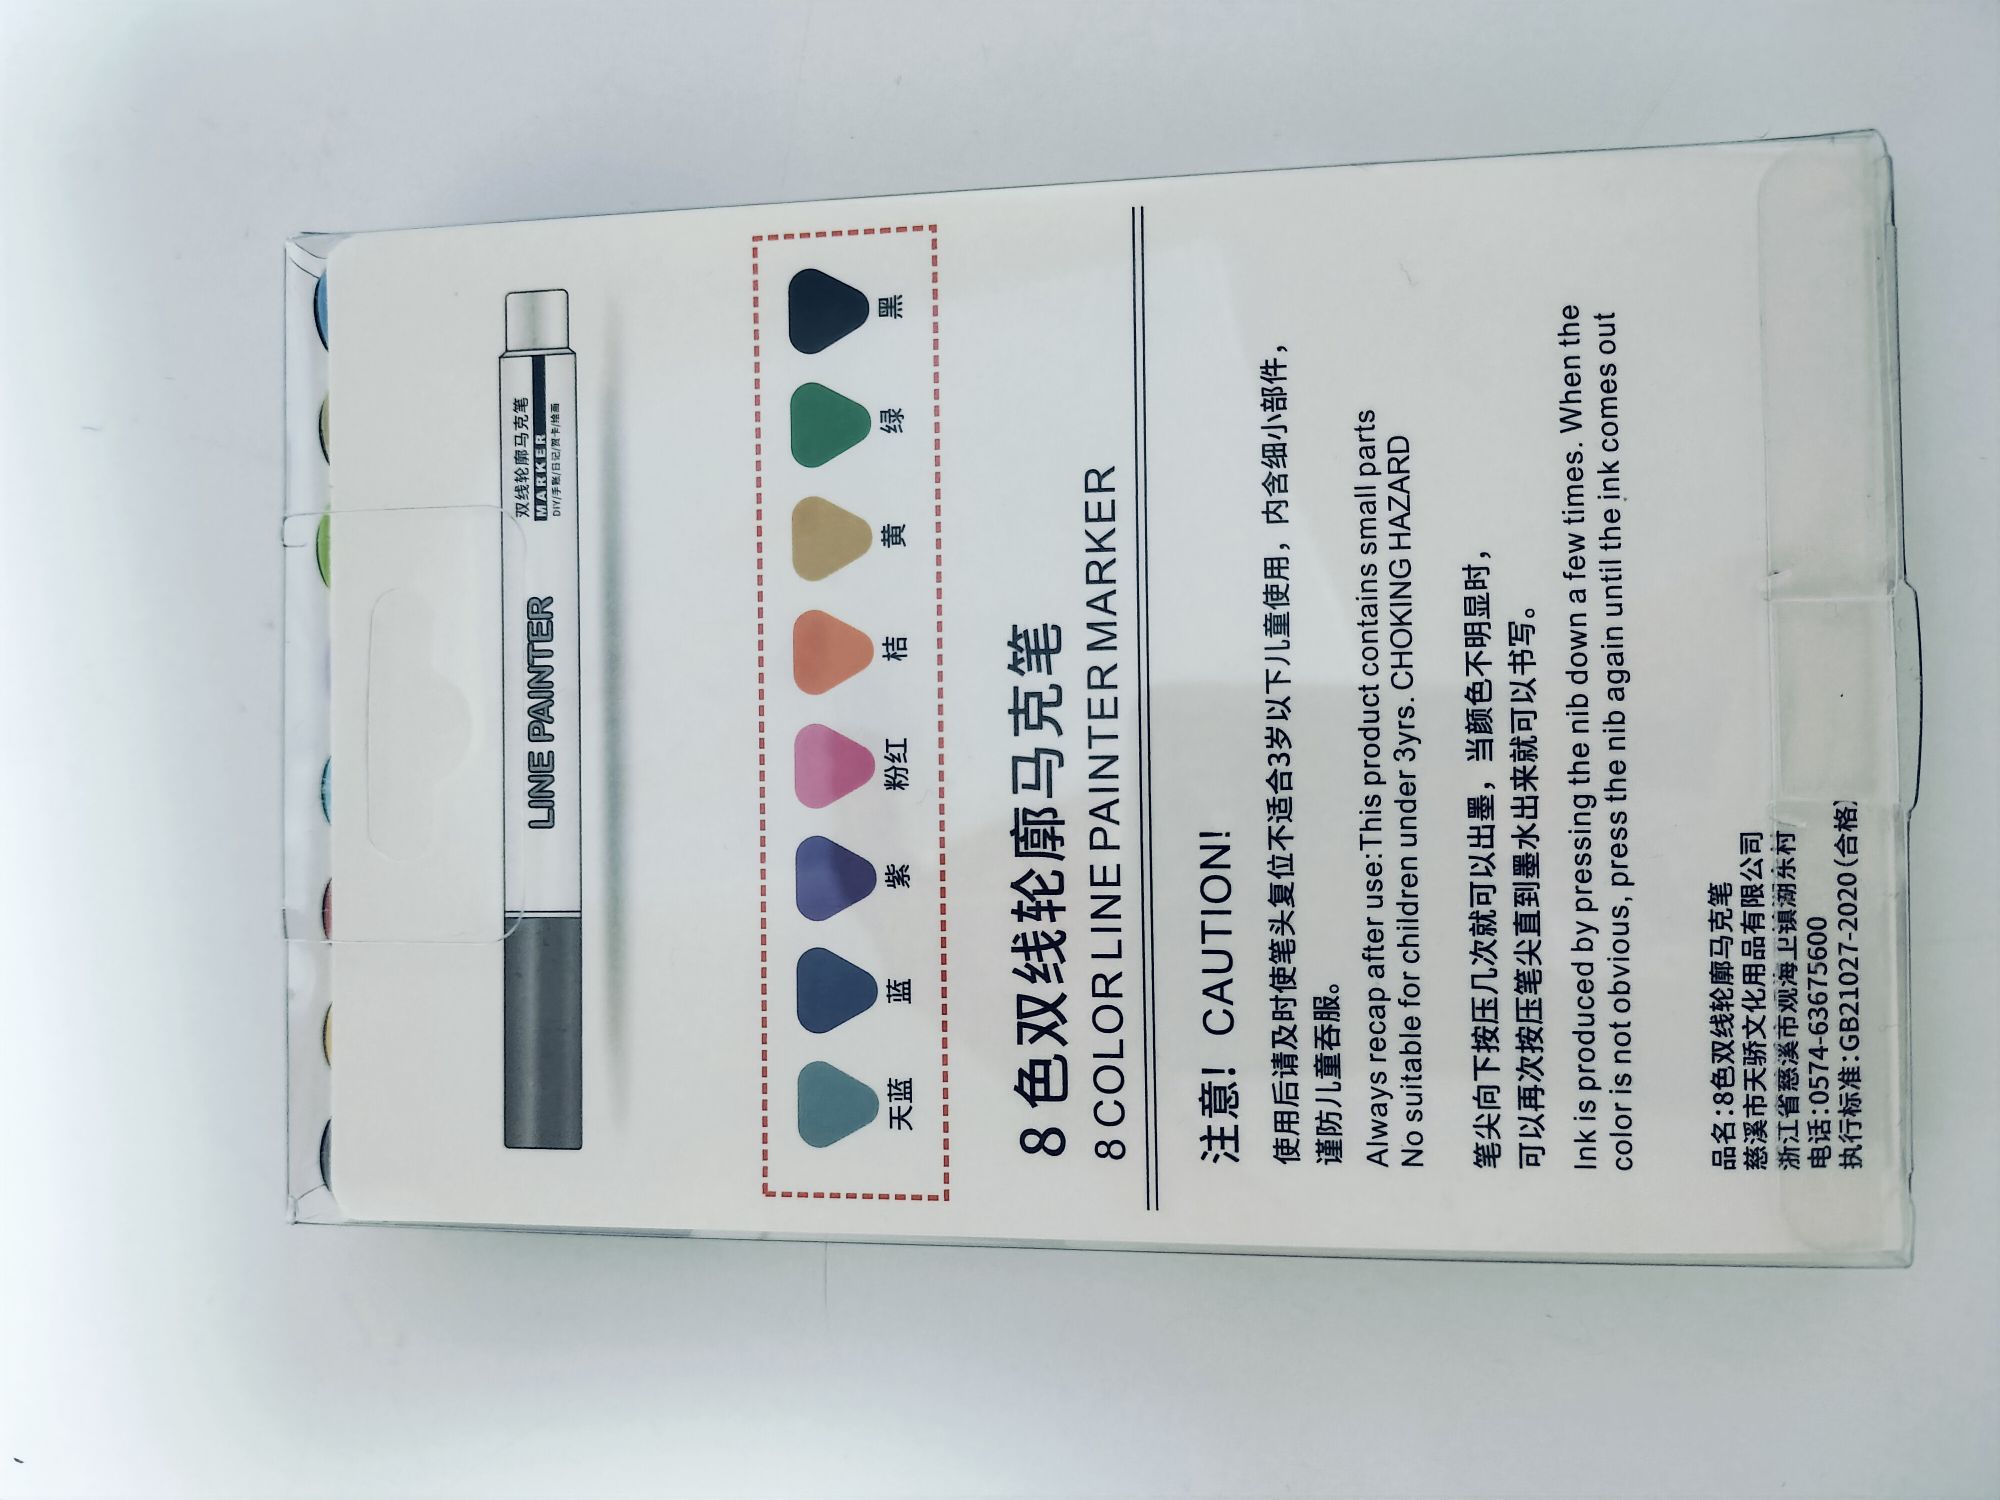 双线轮廓马克笔
MARKER
DIY/手账/日记/贺卡/绘画
LINE PAINTER
天蓝 蓝 紫 粉红 桔 黄 绿 黑
8色双线轮廓马克笔
8 COLOR LINE PAINTER MARKER
注意！CAUTION!
使用后请及时使笔头复位不适合3岁以下儿童使用，内含细小部件，
谨防儿童吞服。
Always recap after use:This product contains small parts
No suitable for children under 3yrs. CHOKING HAZARD
笔尖向下按压几次就可以出墨，当颜色不明显时，
可以再次按压笔尖直到墨水出来就可以书写。
Ink is produced by pressing the nib down a few times. When the
color is not obvious, press the nib again until the ink comes out
品名:8色双线轮廓马克笔
慈溪市天骄文化用品有限公司
浙江省慈溪市观海卫镇湖东村
电话:0574-63675600
执行标准:GB21027-2020(合格)